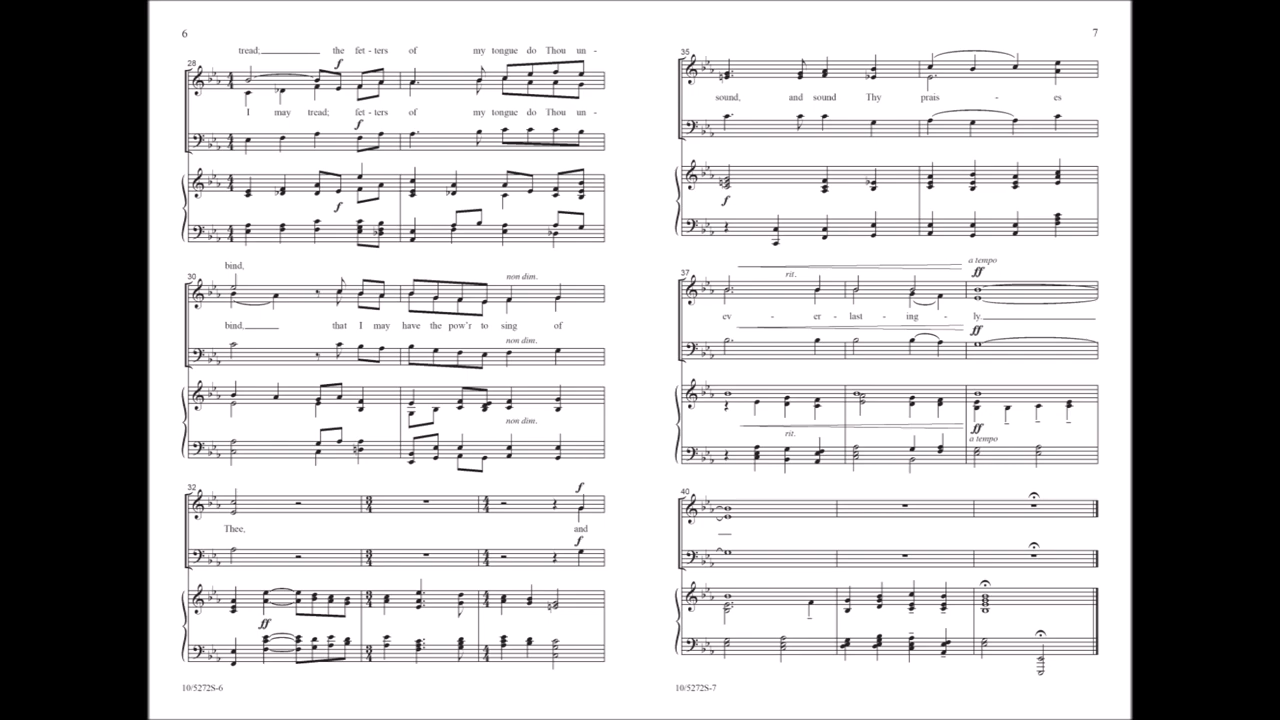 6
tread; the fet - ters of my tongue do Thou un -
28
f
I may tread; fet - ters of my tongue do Thou un -
f
f
bind,
30
non dim.
bind, that I may have the pow'r to sing of
non dim.
non dim.
32
f
Thee, and
f
ff
10/5272S-6
7
35
sound, and sound Thy prais - es
f
a tempo
37
rit.
ff
ev - er - last - ing - ly.
ff
rit.
ff
a tempo
40
10/5272S-7